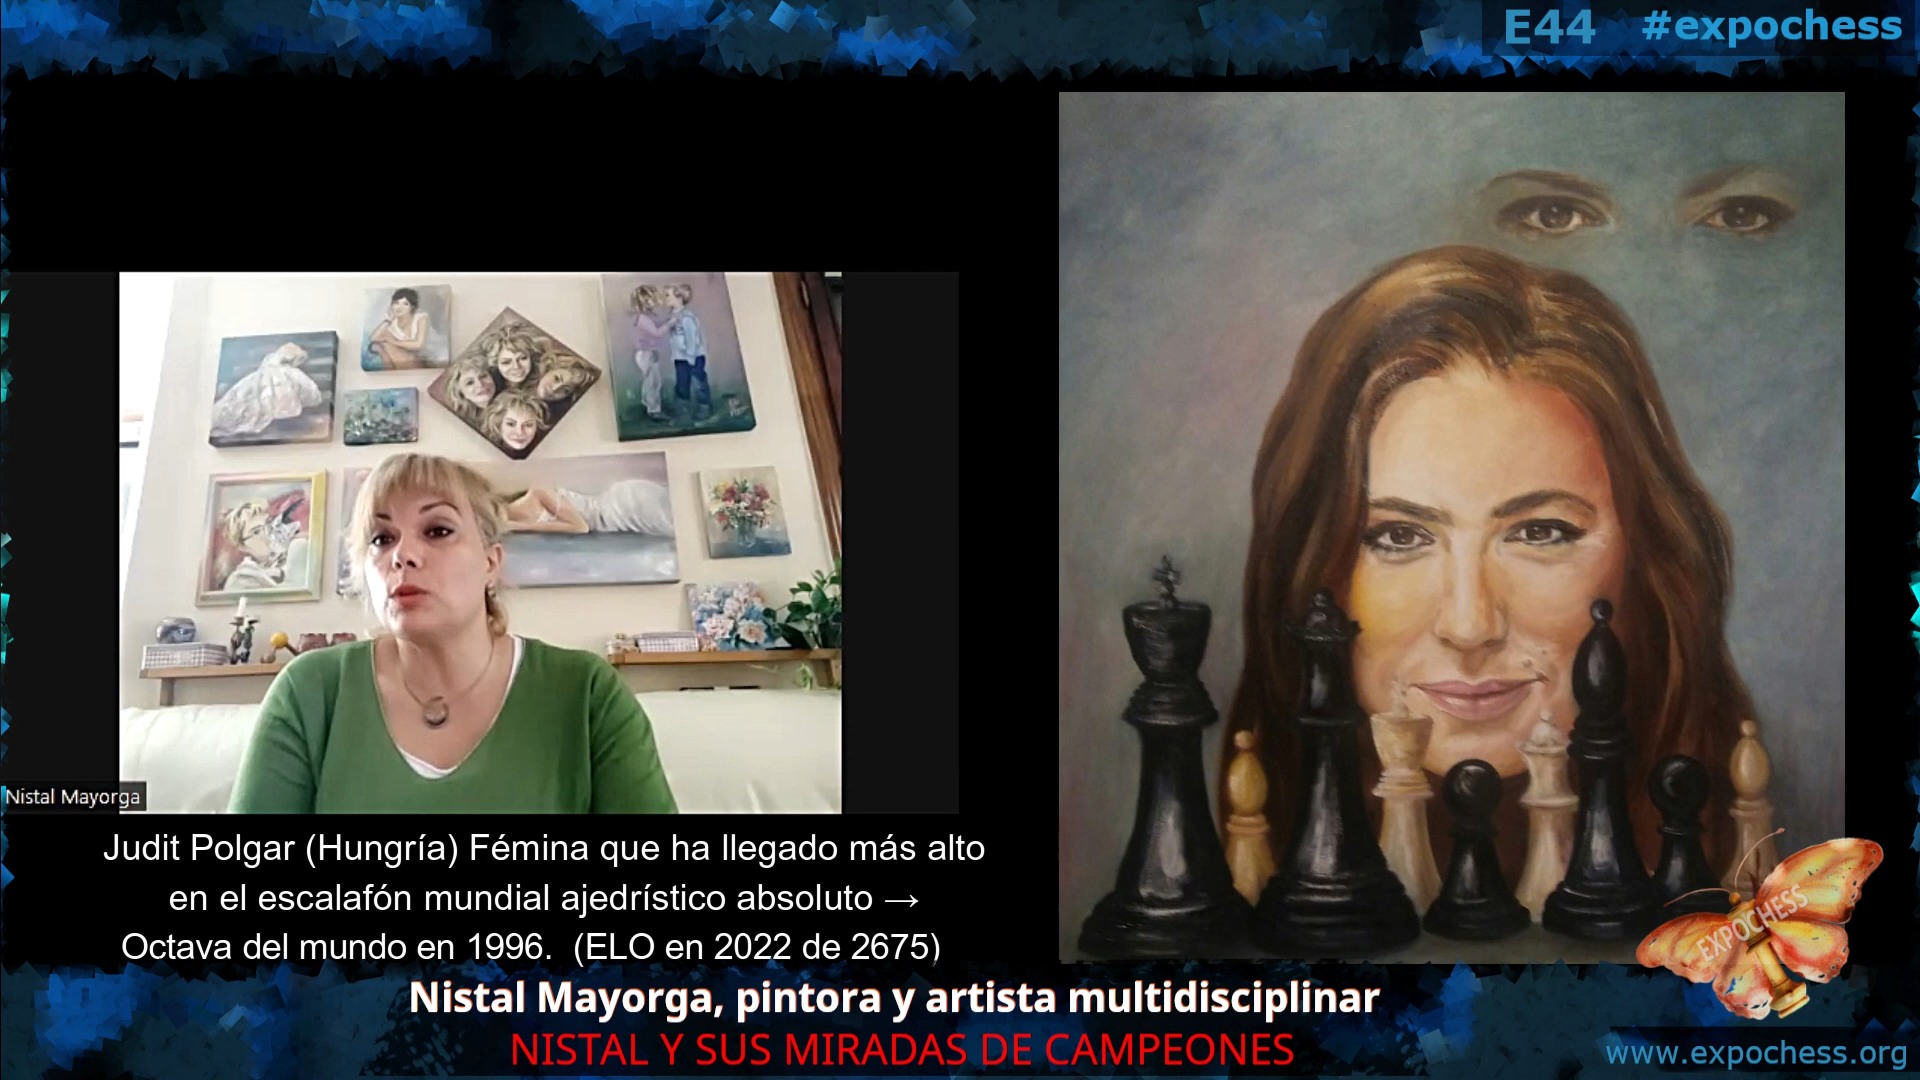 E44 #expochess
Nistal Mayorga
Judit Polgar (Hungría) Fémina que ha llegado más alto
en el escalafón mundial ajedrístico absoluto →
Octava del mundo en 1996. (ELO en 2022 de 2675)
EXPOCHESS
Nistal Mayorga, pintora y artista multidisciplinar
NISTAL Y SUS MIRADAS DE CAMPEONES
www.expochess.org